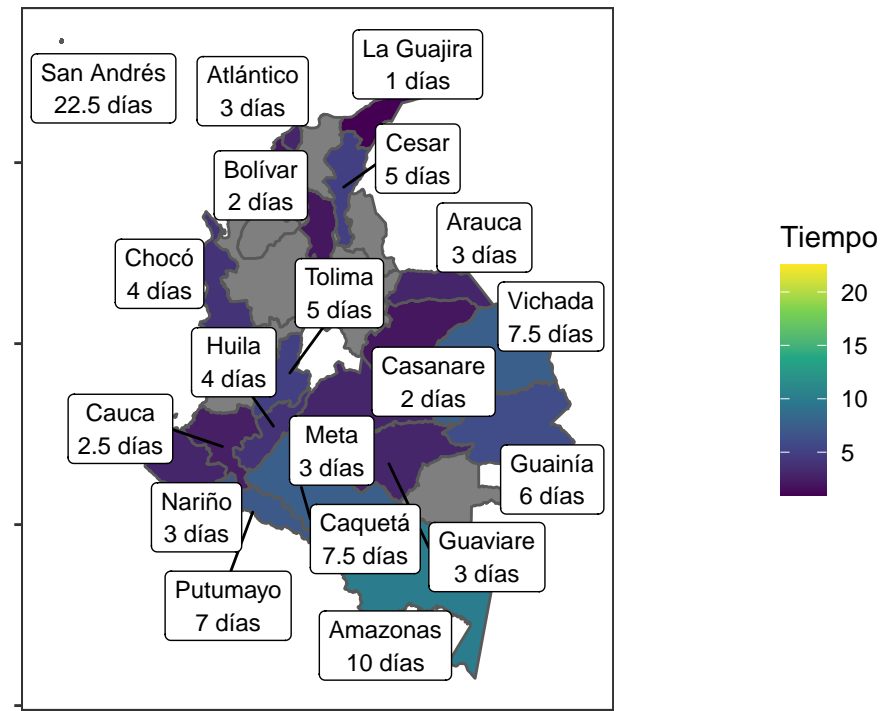 La Guajira
1 días
San Andrés
22.5 días
Atlántico
3 días
Cesar
5 días
Bolívar
2 días
Arauca
3 días
Chocó
4 días
Tolima
5 días
Vichada
7.5 días
Huila
4 días
Casanare
2 días
Cauca
2.5 días
Meta
3 días
Guainía
6 días
Nariño
3 días
Caquetá
7.5 días
Guaviare
3 días
Putumayo
7 días
Amazonas
10 días
Tiempo
20
15
10
5